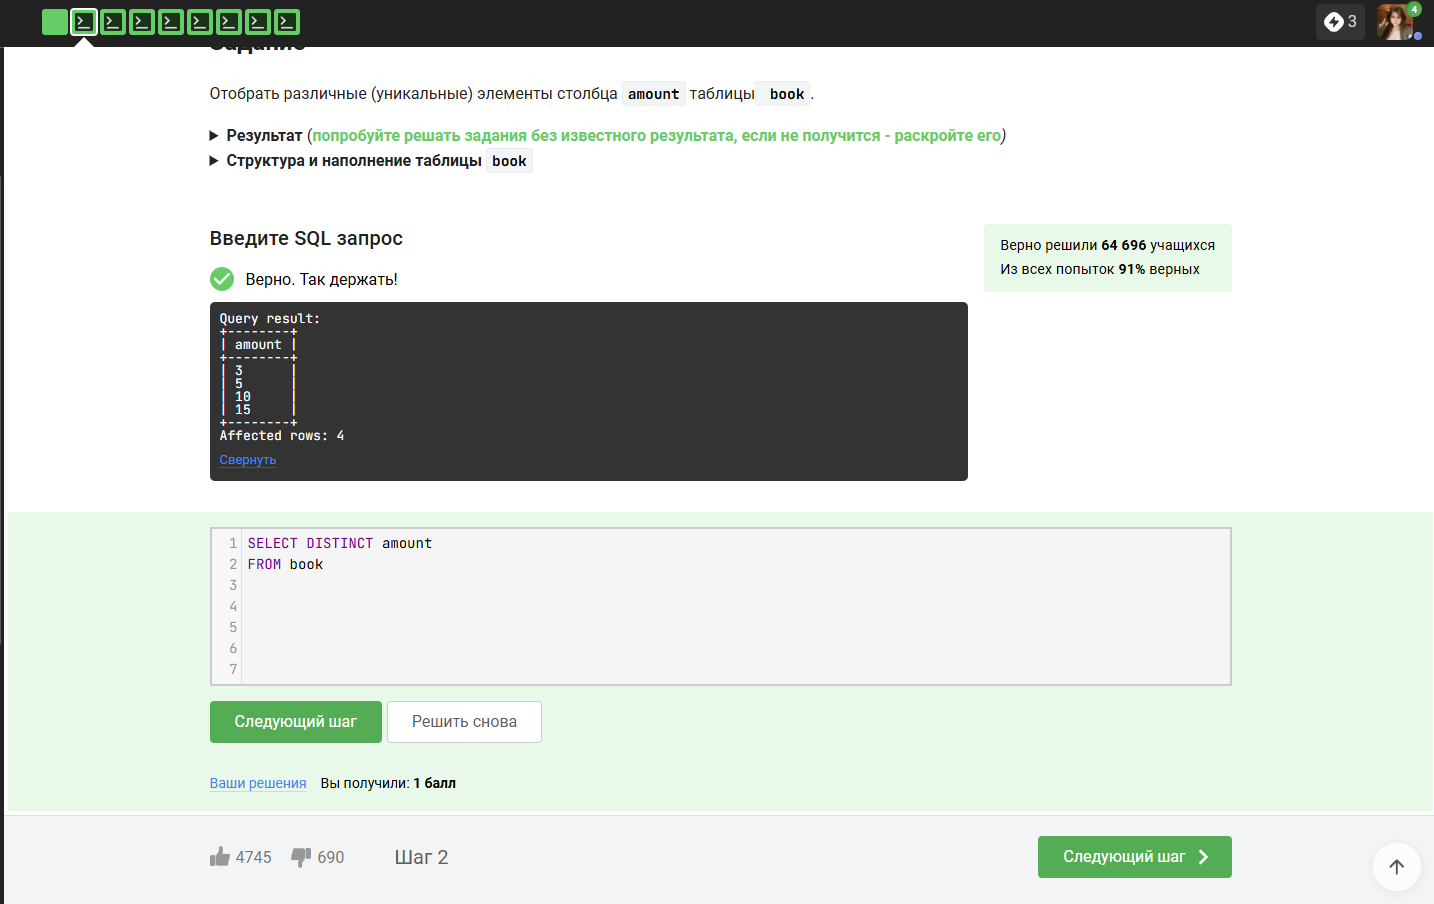 3
4
Задание
Отобрать различные (уникальные) элементы столбца amount таблицы book.
Результат (попробуйте решать задания без известного результата, если не получится - раскройте его)
Структура и наполнение таблицы book
Введите SQL запрос
Верно решили 64 696 учащихся
Из всех попыток 91% верных
Верно. Так держать!
Query result:
+--------+
| amount |
+--------+
| 3      |
| 5      |
| 10     |
| 15     |
+--------+
Affected rows: 4
Свернуть
1 SELECT DISTINCT amount
2 FROM book
3
4
5
6
7
Следующий шаг Решить снова
Ваши решения Вы получили: 1 балл
4745 690 Шаг 2 Следующий шаг